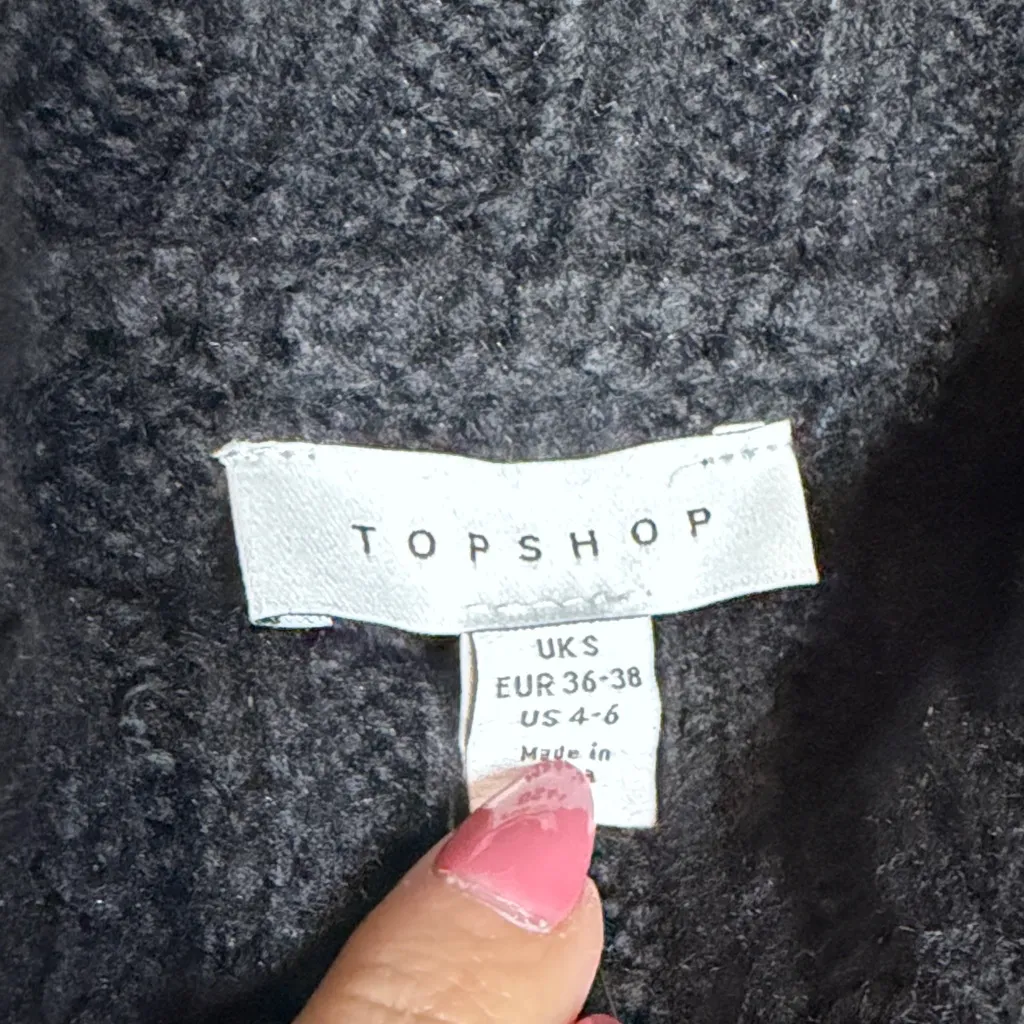 TOPSHOP
UK S
EUR 36-38
US 4-6
Made in